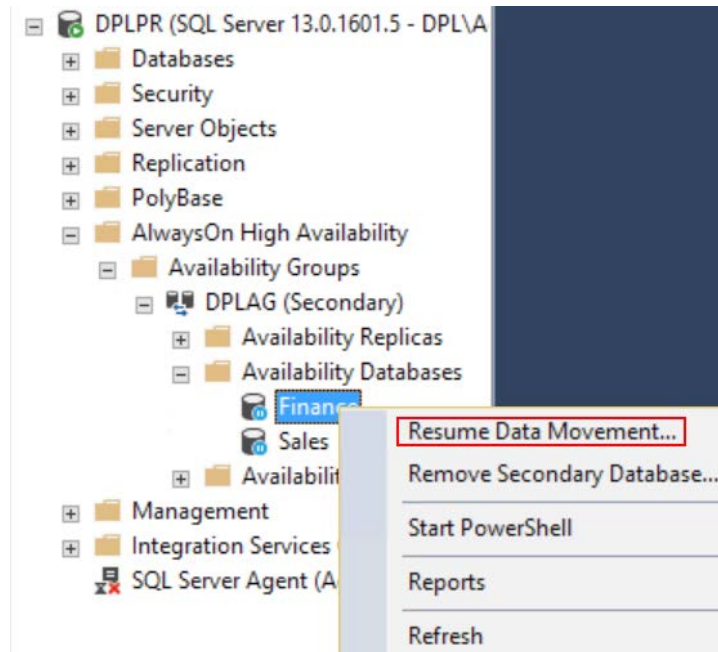 DPLPR (SQL Server 13.0.1601.5 - DPL\A
Databases
Security
Server Objects
Replication
PolyBase
AlwaysOn High Availability
Availability Groups
DPLAG (Secondary)
Availability Replicas
Availability Databases
Finance
Sales
Availabilit
Management
Integration Services
SQL Server Agent (A
Resume Data Movement...
Remove Secondary Database...
Start PowerShell
Reports
Refresh